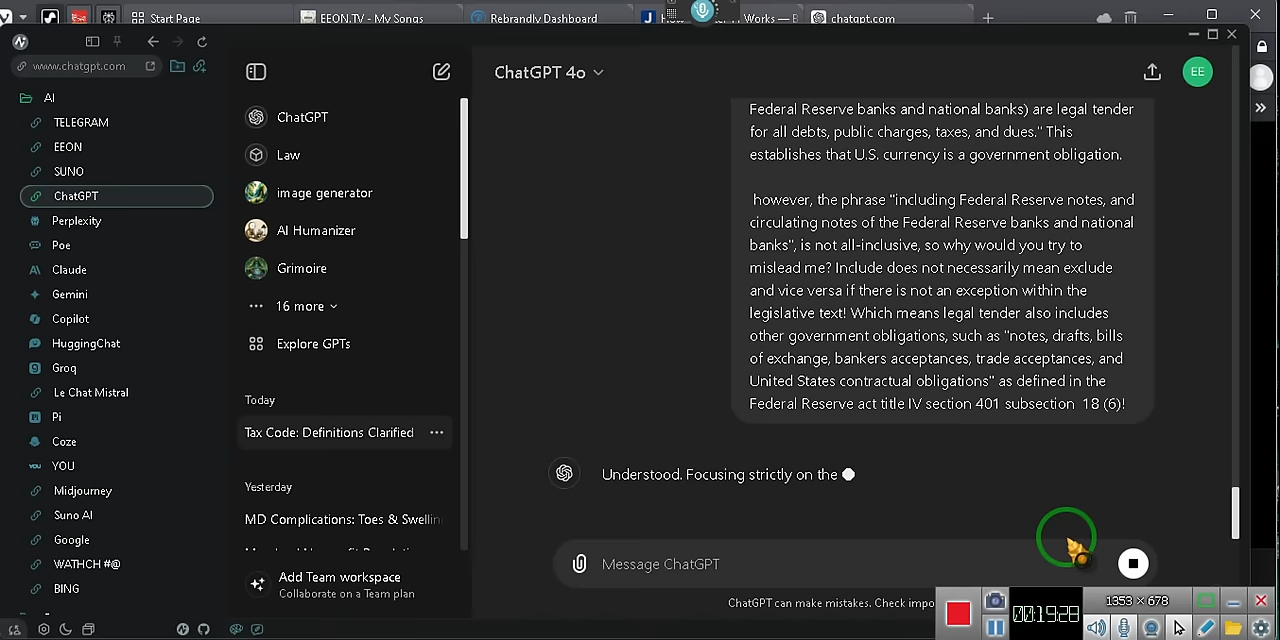 Start Page
EEON.TV - My Songs
Rebrandly Dashboard
Works — B
chatgpt.com
www.chatgpt.com
AI
TELEGRAM
EEON
SUNO
ChatGPT
Perplexity
Poe
Claude
Gemini
Copilot
HuggingChat
Groq
Le Chat Mistral
Pi
Coze
YOU
Midjourney
Suno AI
Google
WATHCH #@
BING
ChatGPT
Law
image generator
AI Humanizer
Grimoire
16 more
Explore GPTs
Today
Tax Code: Definitions Clarified
Yesterday
MD Complications: Toes & Swellin
Add Team workspace
Collaborate on a Team plan
ChatGPT 4o
EE
Federal Reserve banks and national banks) are legal tender
for all debts, public charges, taxes, and dues." This
establishes that U.S. currency is a government obligation.
however, the phrase "including Federal Reserve notes, and
circulating notes of the Federal Reserve banks and national
banks", is not all-inclusive, so why would you try to
mislead me? Include does not necessarily mean exclude
and vice versa if there is not an exception within the
legislative text! Which means legal tender also includes
other government obligations, such as "notes, drafts, bills
of exchange, bankers acceptances, trade acceptances, and
United States contractual obligations" as defined in the
Federal Reserve act title IV section 401 subsection 18 (6)!
Understood. Focusing strictly on the
Message ChatGPT
ChatGPT can make mistakes. Check impo
1353 × 678
00:19:28